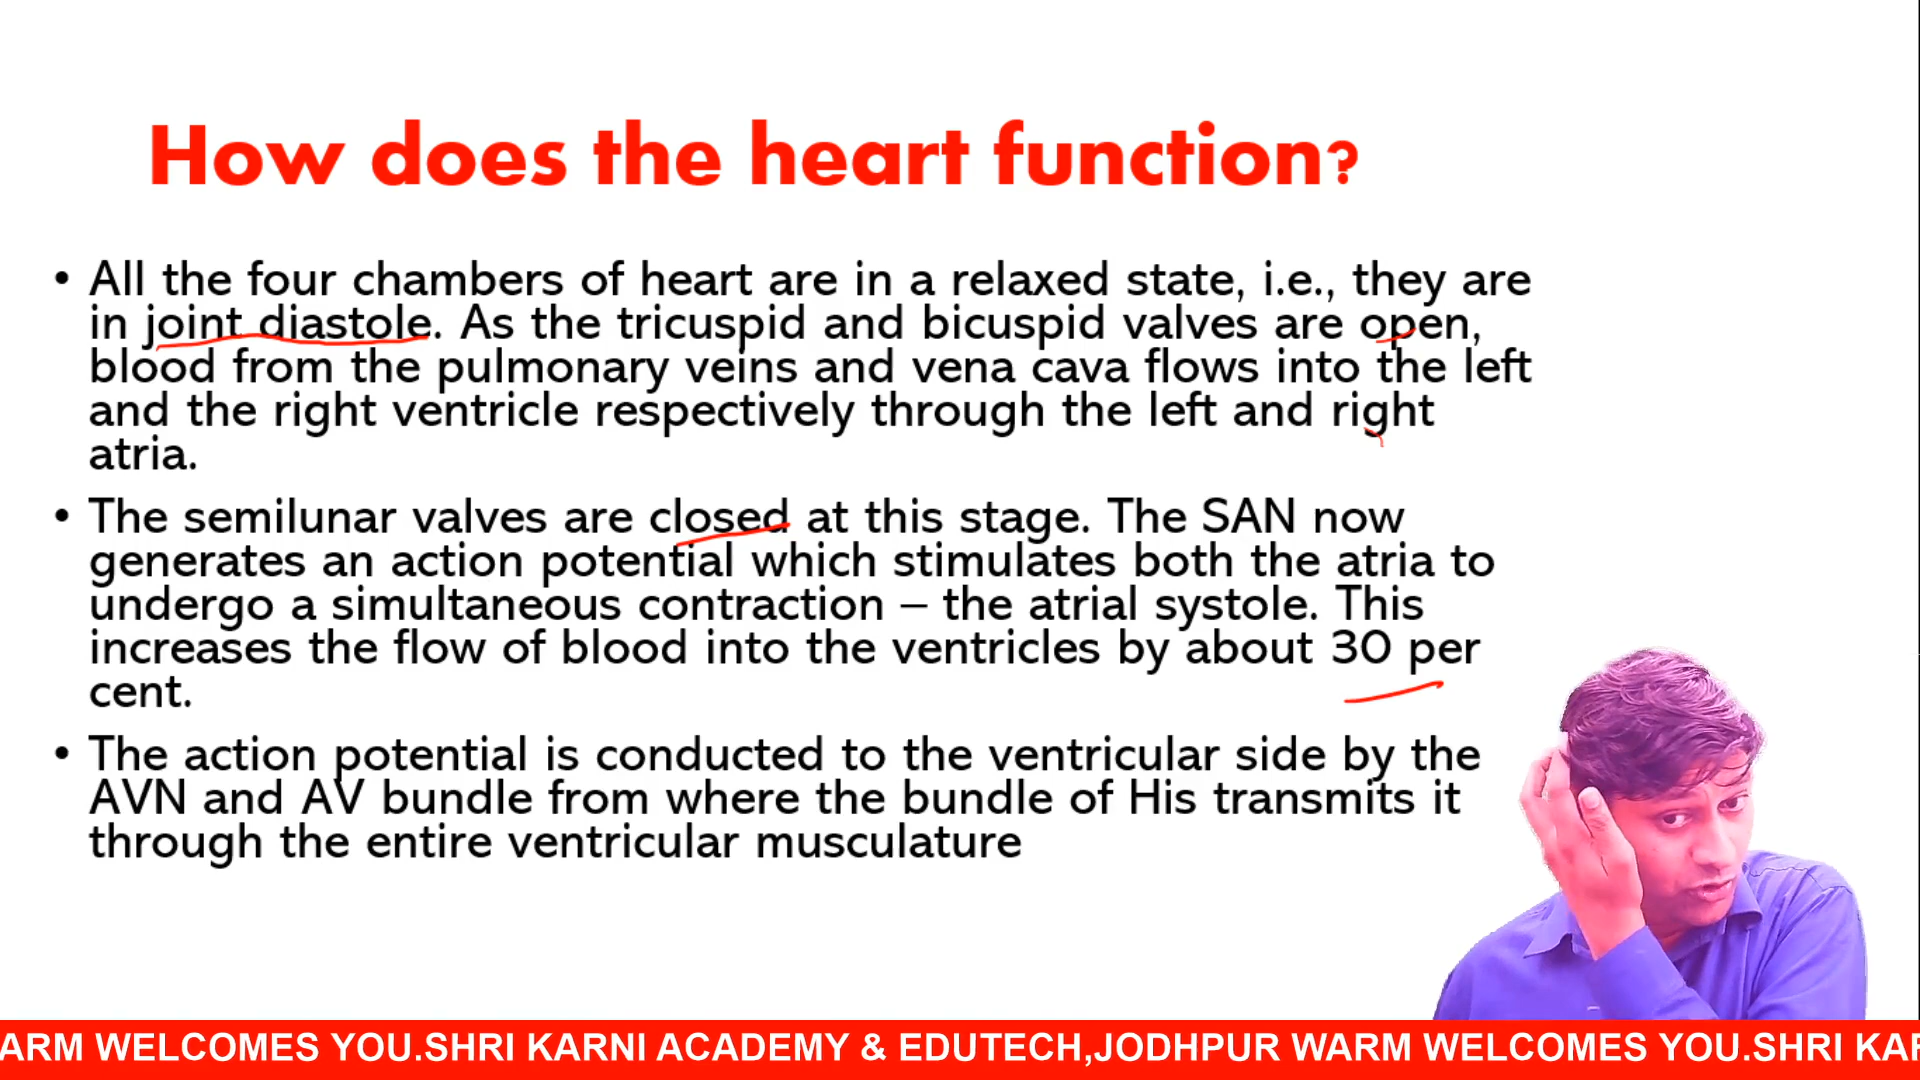 How does the heart function?
• All the four chambers of heart are in a relaxed state, i.e., they are
in joint diastole. As the tricuspid and bicuspid valves are open,
blood from the pulmonary veins and vena cava flows into the left
and the right ventricle respectively through the left and right
atria.
• The semilunar valves are closed at this stage. The SAN now
generates an action potential which stimulates both the atria to
undergo a simultaneous contraction – the atrial systole. This
increases the flow of blood into the ventricles by about 30 per
cent.
• The action potential is conducted to the ventricular side by the
AVN and AV bundle from where the bundle of His transmits it
through the entire ventricular musculature
ARM WELCOMES YOU.SHRI KARNI ACADEMY & EDUTECH,JODHPUR WARM WELCOMES YOU.SHRI KAR